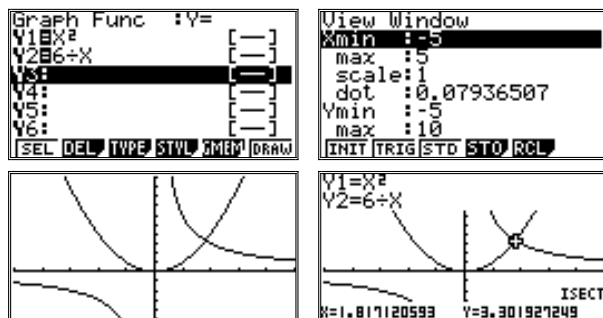 Graph Func :Y=
Y1=X² [—]
Y2=6÷X [—]
Y3: [—]
Y4: [—]
Y5: [—]
Y6: [—]
SEL DEL TYPE STYL GMEM DRAW
View Window
Xmin :-5
max :5
scale:1
dot :0.07936507
Ymin :-5
max :10
INIT TRIG STD STO RCL
Y1=X²
Y2=6÷X
ISECT
X=1.817120593 Y=3.301927249